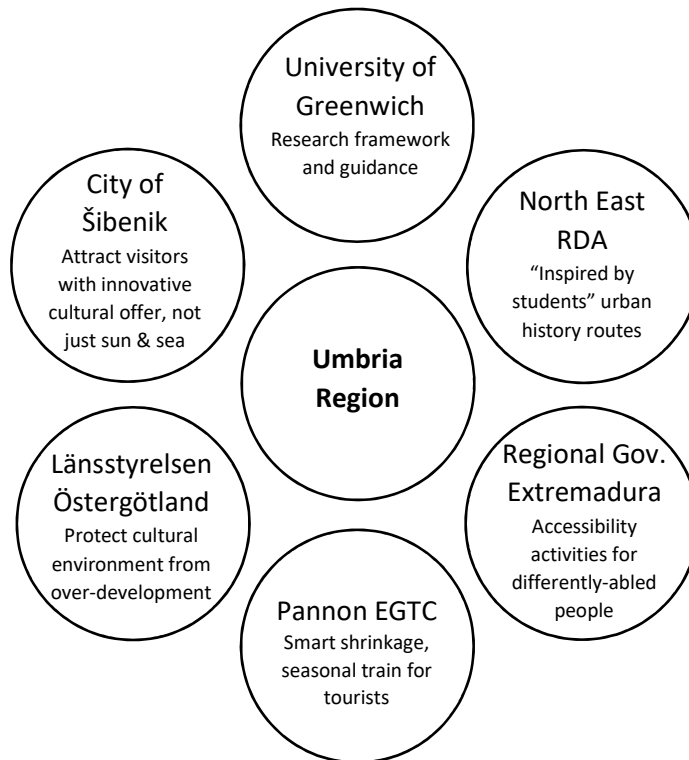 University of
Greenwich
Research framework
and guidance
City of
Šibenik
Attract visitors
with innovative
cultural offer, not
just sun & sea
North East
RDA
“Inspired by
students” urban
history routes
Umbria
Region
Länsstyrelsen
Östergötland
Protect cultural
environment from
over-development
Regional Gov.
Extremadura
Accessibility
activities for
differently-abled
people
Pannon EGTC
Smart shrinkage,
seasonal train for
tourists